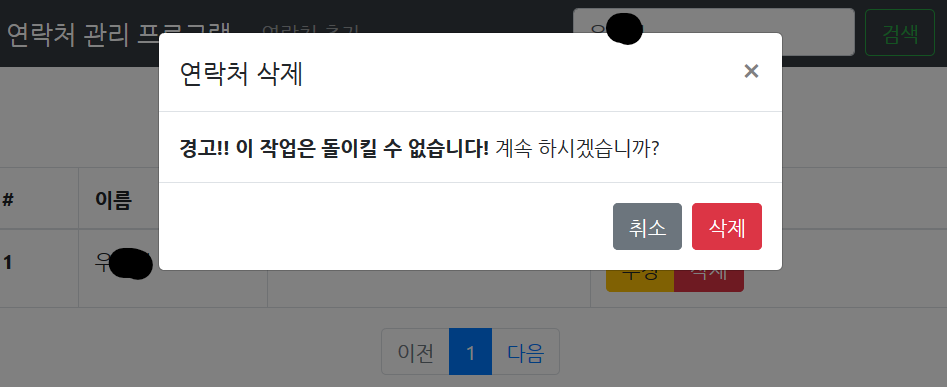 연락처 관리 프로그램 연락처 추가 검색
연락처 삭제 ×
경고!! 이 작업은 돌이킬 수 없습니다! 계속 하시겠습니까?
취소 삭제
# 이름
1 우
수정 삭제
이전 1 다음